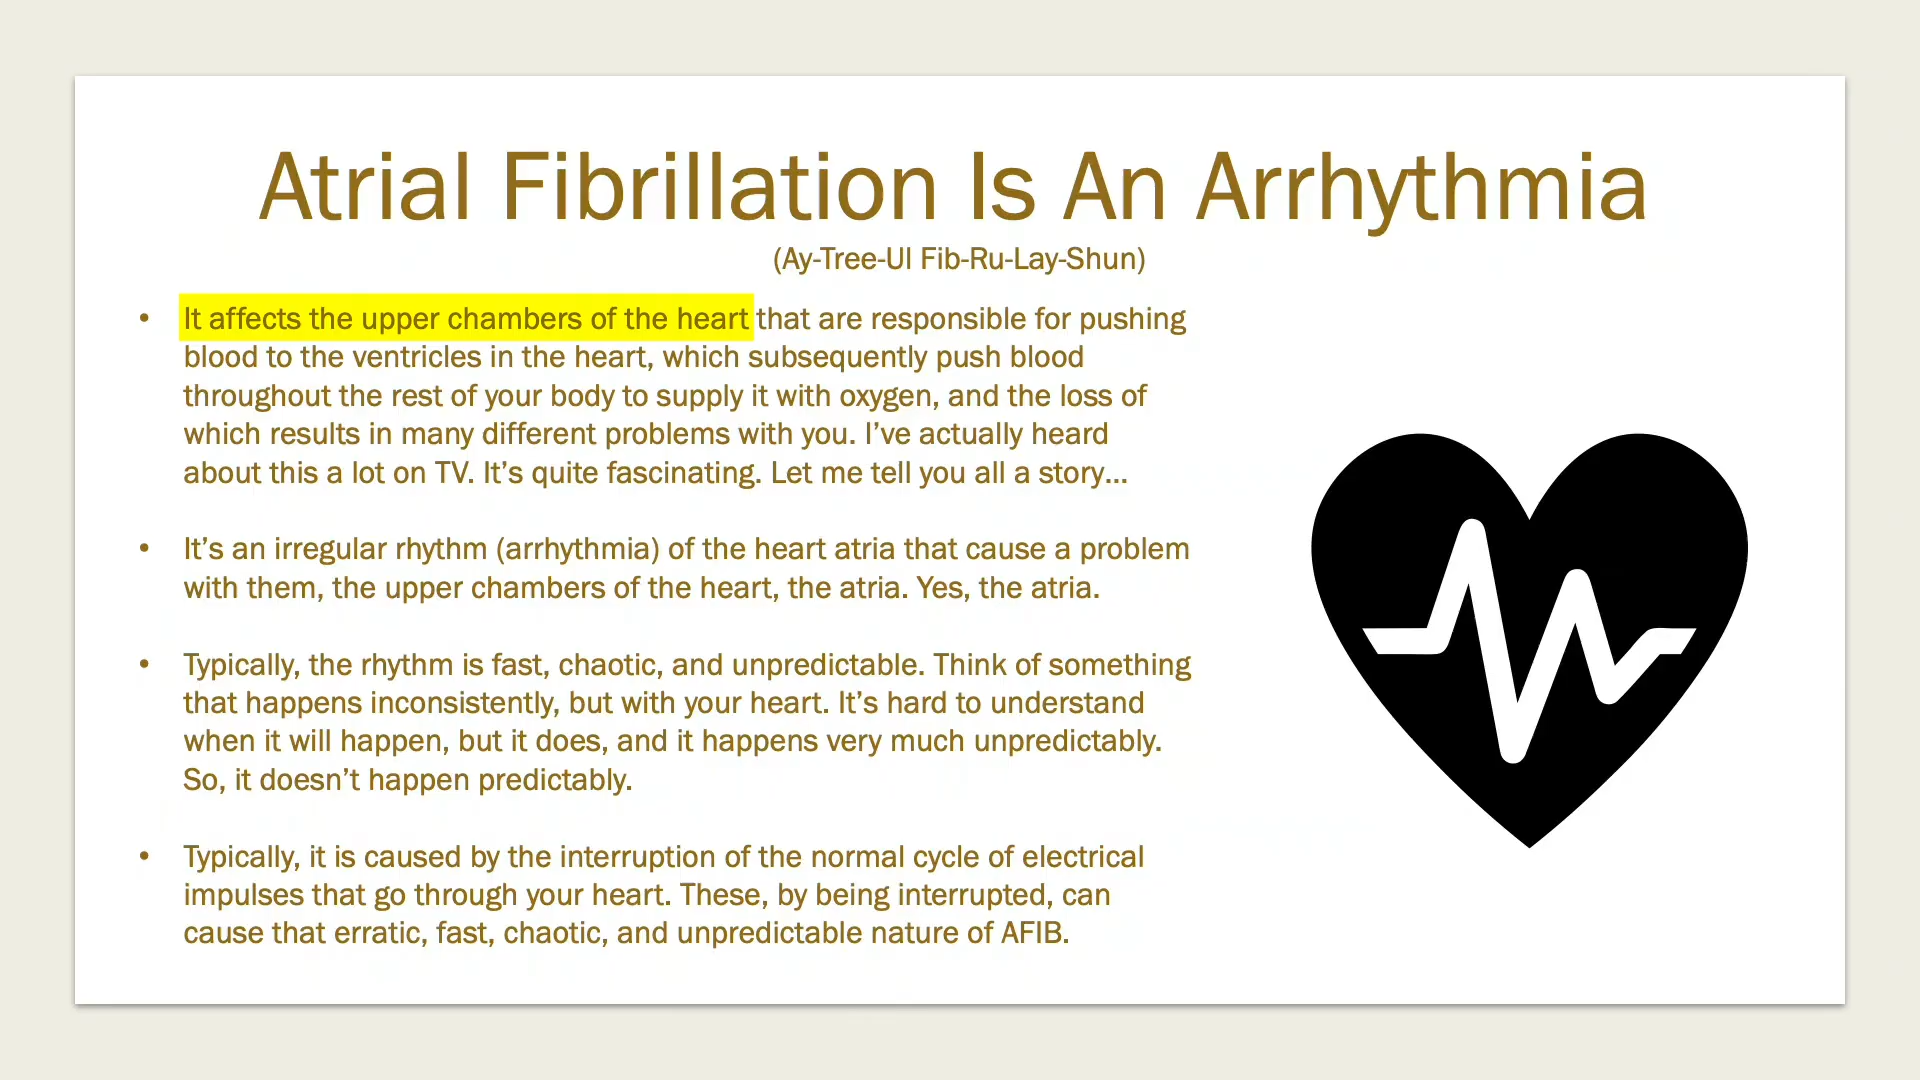 Atrial Fibrillation Is An Arrhythmia
(Ay-Tree-Ul Fib-Ru-Lay-Shun)
• It affects the upper chambers of the heart that are responsible for pushing
blood to the ventricles in the heart, which subsequently push blood
throughout the rest of your body to supply it with oxygen, and the loss of
which results in many different problems with you. I’ve actually heard
about this a lot on TV. It’s quite fascinating. Let me tell you all a story…
• It’s an irregular rhythm (arrhythmia) of the heart atria that cause a problem
with them, the upper chambers of the heart, the atria. Yes, the atria.
• Typically, the rhythm is fast, chaotic, and unpredictable. Think of something
that happens inconsistently, but with your heart. It’s hard to understand
when it will happen, but it does, and it happens very much unpredictably.
So, it doesn’t happen predictably.
• Typically, it is caused by the interruption of the normal cycle of electrical
impulses that go through your heart. These, by being interrupted, can
cause that erratic, fast, chaotic, and unpredictable nature of AFIB.